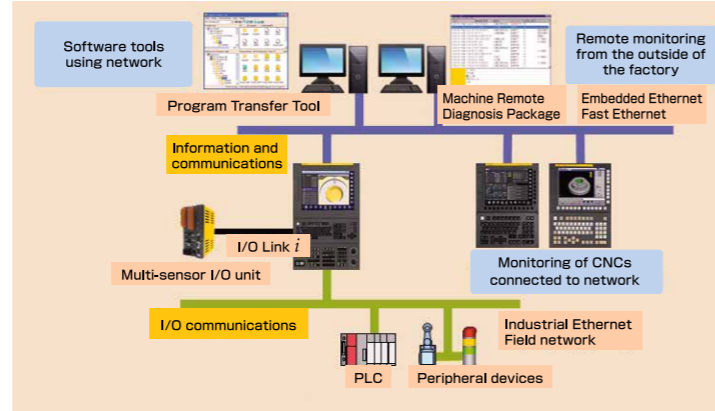 Software tools
using network
Remote monitoring
from the outside of
the factory
Program Transfer Tool
Machine Remote
Diagnosis Package
Embedded Ethernet
Fast Ethernet
Information and
communications
I/O Link i
Multi-sensor I/O unit
Monitoring of CNCs
connected to network
I/O communications
Industrial Ethernet
Field network
PLC
Peripheral devices